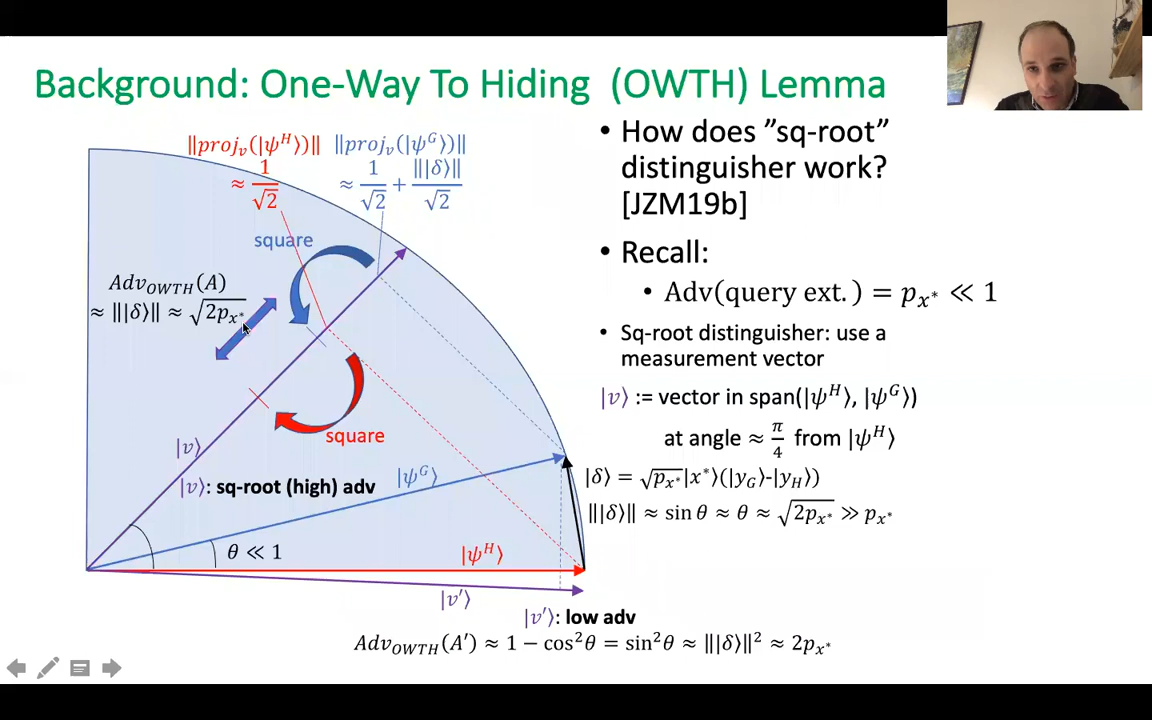 Background: One-Way To Hiding (OWTH) Lemma
‖proj_v(|ψ^H⟩)‖
≈ 1/√2
‖proj_v(|ψ^G⟩)‖
≈ 1/√2 + ‖|δ⟩‖/√2
square
Adv_OWTH(A)
≈ ‖|δ⟩‖ ≈ √(2p_x*)
square
|v⟩
|v⟩: sq-root (high) adv
|ψ^G⟩
θ ≪ 1
|ψ^H⟩
|v'⟩
|v'⟩: low adv
Adv_OWTH(A') ≈ 1 − cos²θ = sin²θ ≈ ‖|δ⟩‖² ≈ 2p_x*
• How does ”sq-root”
distinguisher work?
[JZM19b]
• Recall:
• Adv(query ext.) = p_x* ≪ 1
• Sq-root distinguisher: use a
measurement vector
|v⟩ := vector in span(|ψ^H⟩, |ψ^G⟩)
at angle ≈ π/4 from |ψ^H⟩
|δ⟩ = √p_x*|x*⟩(|y_G⟩-|y_H⟩)
‖|δ⟩‖ ≈ sin θ ≈ θ ≈ √(2p_x*) ≫ p_x*